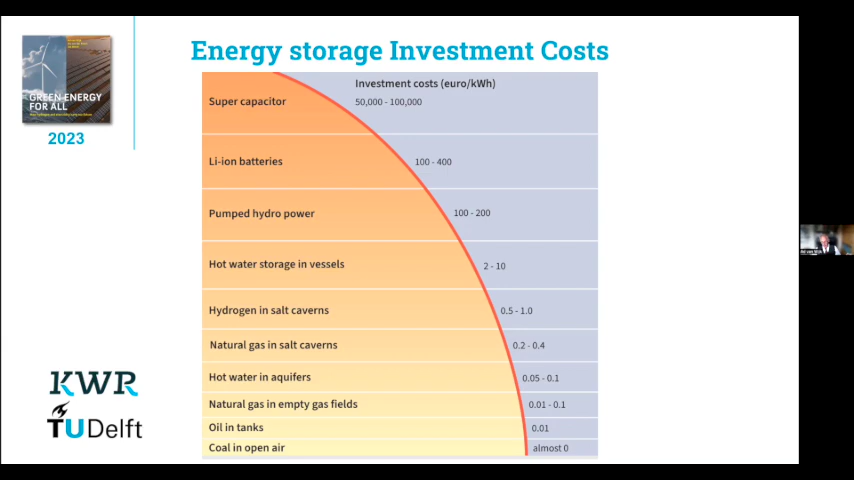 Energy storage Investment Costs
GREEN ENERGY
FOR ALL
2023
Investment costs (euro/kWh)
Super capacitor 50,000 - 100,000
Li-ion batteries 100 - 400
Pumped hydro power 100 - 200
Hot water storage in vessels 2 - 10
Hydrogen in salt caverns 0.5 - 1.0
Natural gas in salt caverns 0.2 - 0.4
Hot water in aquifers 0.05 - 0.1
Natural gas in empty gas fields 0.01 - 0.1
Oil in tanks 0.01
Coal in open air almost 0
KWR
TU Delft